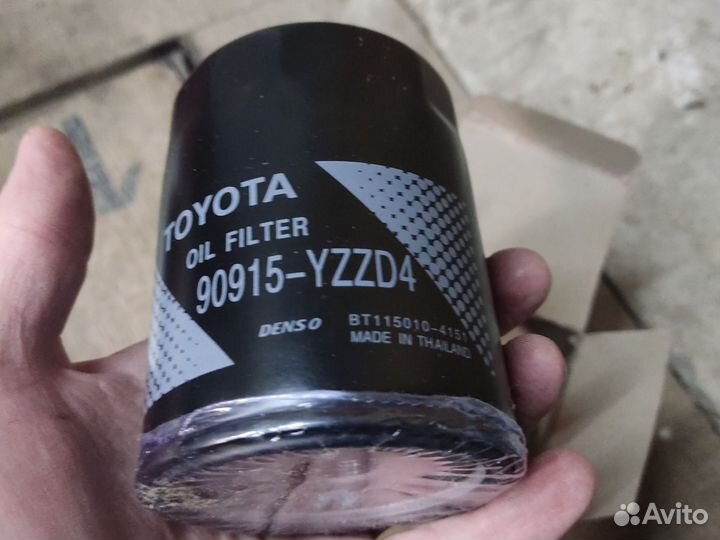 TOYOTA
OIL FILTER
90915-YZZD4
DENSO
BT115010-4151
MADE IN THAILAND
Avito